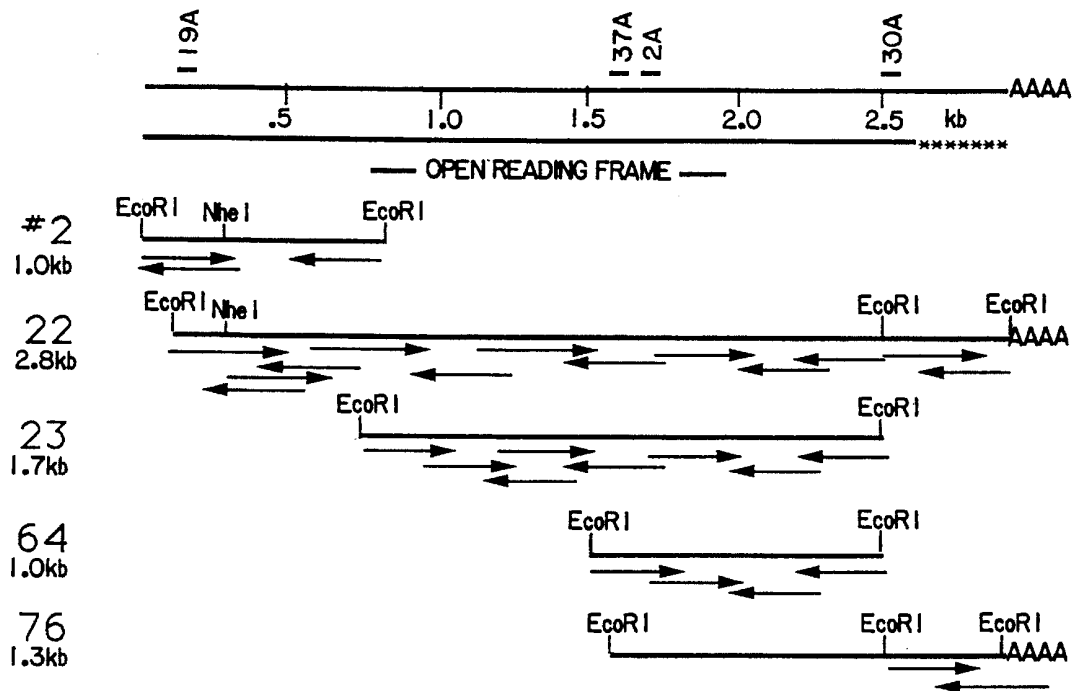 119A 37A 2A 30A
AAAA
.5 1.0 1.5 2.0 2.5 kb
*******
OPEN READING FRAME
EcoRI NheI EcoRI
#2
1.0kb
EcoRI NheI EcoRI EcoRI
22 AAAA
2.8kb
EcoRI EcoRI
23
1.7kb
EcoRI EcoRI
64
1.0kb
EcoRI EcoRI EcoRI
76 AAAA
1.3kb